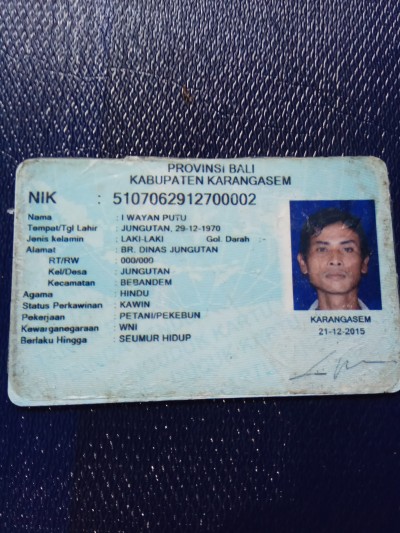 PROVINSI BALI
KABUPATEN KARANGASEM
NIK : 5107062912700002
Nama : I WAYAN PUTU
Tempat/Tgl Lahir : JUNGUTAN, 29-12-1970
Jenis kelamin : LAKI-LAKI Gol. Darah :-
Alamat : BR. DINAS JUNGUTAN
RT/RW : 000/000
Kel/Desa : JUNGUTAN
Kecamatan : BEBANDEM
Agama : HINDU
Status Perkawinan : KAWIN
Pekerjaan : PETANI/PEKEBUN
Kewarganegaraan : WNI
Berlaku Hingga : SEUMUR HIDUP
KARANGASEM
21-12-2015